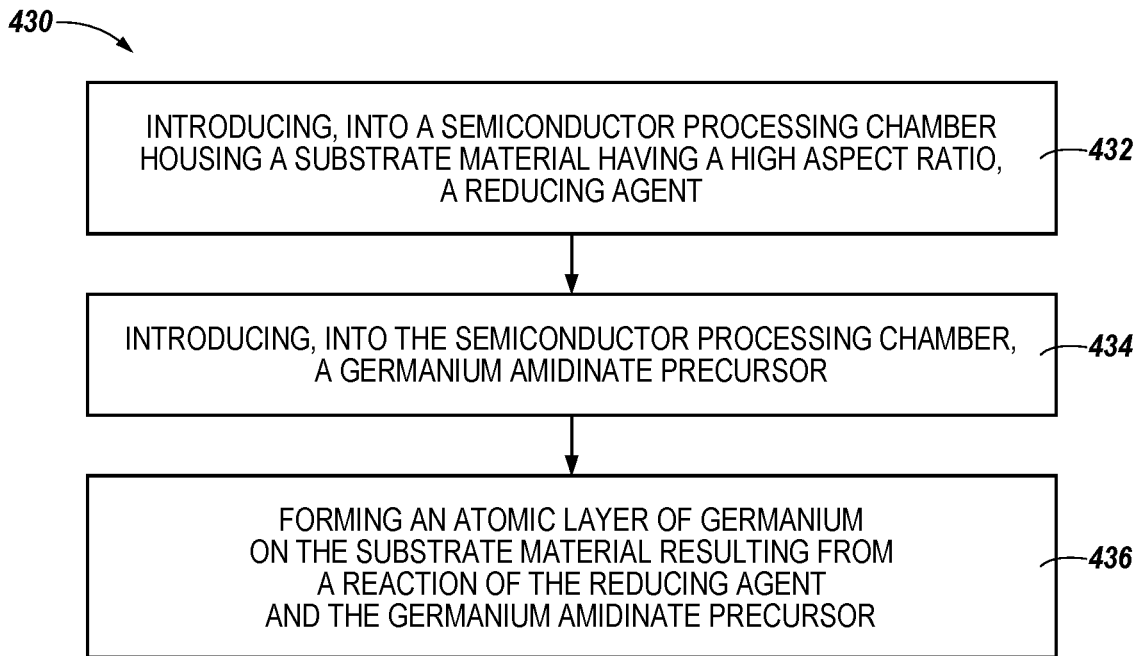 430
INTRODUCING, INTO A SEMICONDUCTOR PROCESSING CHAMBER
HOUSING A SUBSTRATE MATERIAL HAVING A HIGH ASPECT RATIO,
A REDUCING AGENT
432
INTRODUCING, INTO THE SEMICONDUCTOR PROCESSING CHAMBER,
A GERMANIUM AMIDINATE PRECURSOR
434
FORMING AN ATOMIC LAYER OF GERMANIUM
ON THE SUBSTRATE MATERIAL RESULTING FROM
A REACTION OF THE REDUCING AGENT
AND THE GERMANIUM AMIDINATE PRECURSOR
436